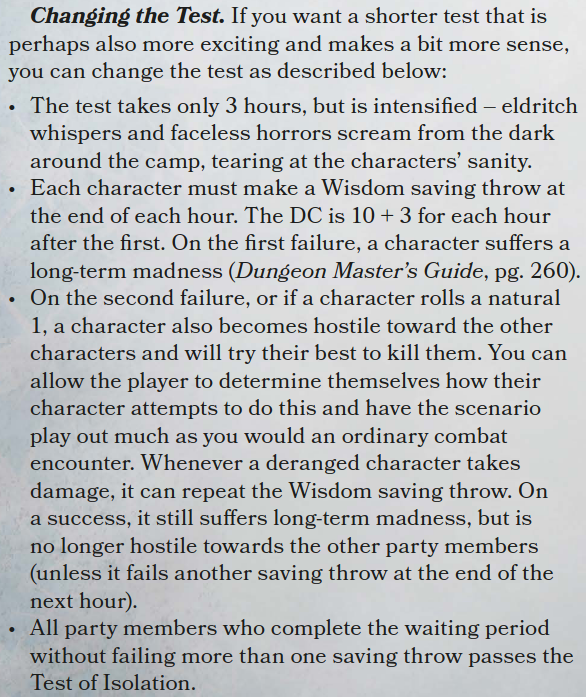 Changing the Test. If you want a shorter test that is
perhaps also more exciting and makes a bit more sense,
you can change the test as described below:
• The test takes only 3 hours, but is intensified – eldritch
whispers and faceless horrors scream from the dark
around the camp, tearing at the characters’ sanity.
• Each character must make a Wisdom saving throw at
the end of each hour. The DC is 10 + 3 for each hour
after the first. On the first failure, a character suffers a
long-term madness (Dungeon Master’s Guide, pg. 260).
• On the second failure, or if a character rolls a natural
1, a character also becomes hostile toward the other
characters and will try their best to kill them. You can
allow the player to determine themselves how their
character attempts to do this and have the scenario
play out much as you would an ordinary combat
encounter. Whenever a deranged character takes
damage, it can repeat the Wisdom saving throw. On
a success, it still suffers long-term madness, but is
no longer hostile towards the other party members
(unless it fails another saving throw at the end of the
next hour).
• All party members who complete the waiting period
without failing more than one saving throw passes the
Test of Isolation.